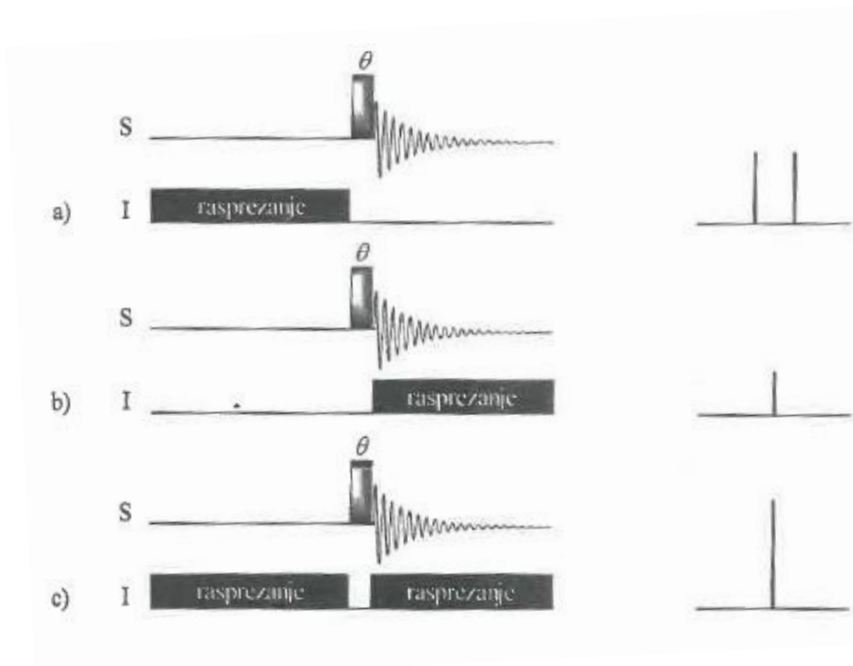 θ
S
a) I rasprezanje
θ
S
b) I rasprezanje
θ
S
c) I rasprezanje rasprezanje